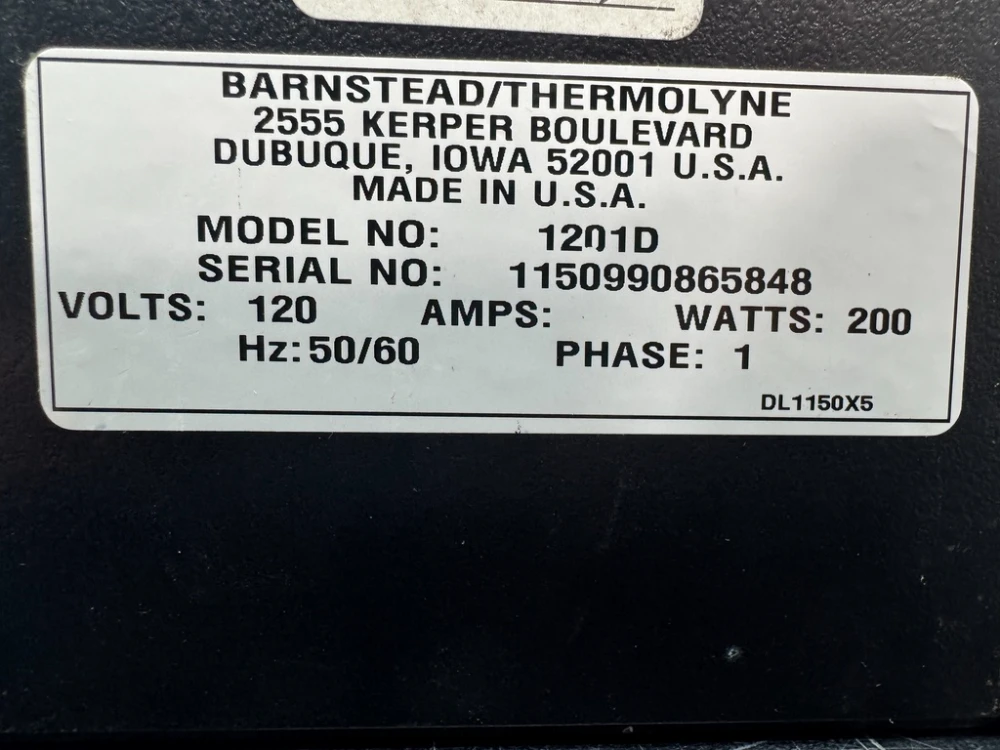 BARNSTEAD/THERMOLYNE
2555 KERPER BOULEVARD
DUBUQUE, IOWA 52001 U.S.A.
MADE IN U.S.A.
MODEL NO: 1201D
SERIAL NO: 1150990865848
VOLTS: 120 AMPS: WATTS: 200
Hz: 50/60 PHASE: 1
DL1150X5